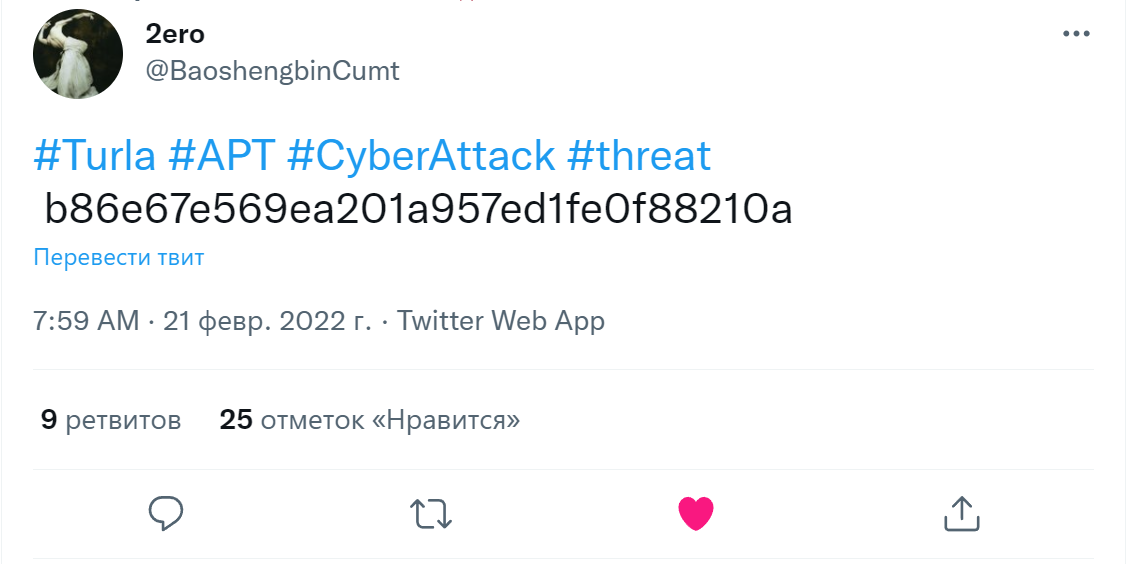 2ero
@BaoshengbinCumt
#Turla #APT #CyberAttack #threat
b86e67e569ea201a957ed1fe0f88210a
Перевести твит
7:59 AM · 21 февр. 2022 г. · Twitter Web App
9 ретвитов 25 отметок «Нравится»